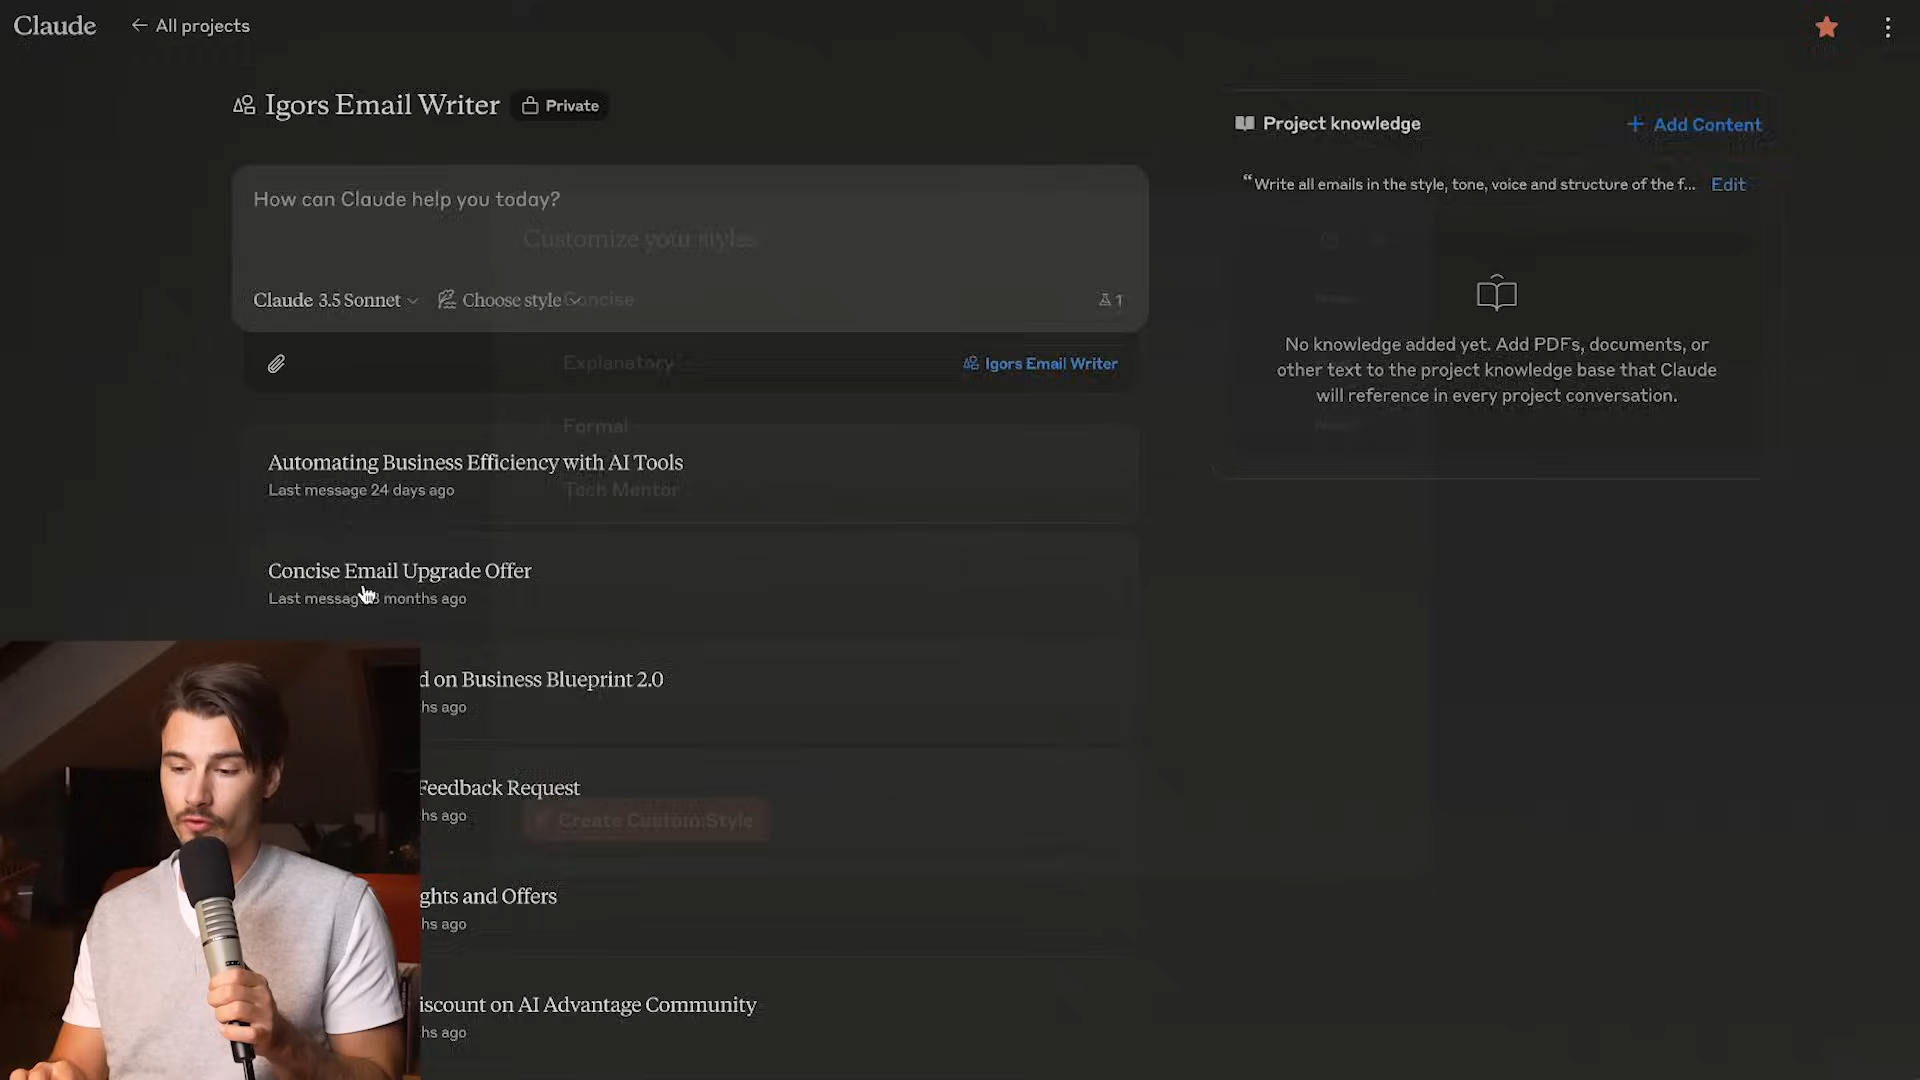 Claude
← All projects
Igors Email Writer
Private
Project knowledge
+ Add Content
“Write all emails in the style, tone, voice and structure of the f...
Edit
How can Claude help you today?
Customize your styles
Claude 3.5 Sonnet
Choose style
Concise
1
No knowledge added yet. Add PDFs, documents, or
other text to the project knowledge base that Claude
will reference in every project conversation.
Explanatory
Igors Email Writer
Formal
Automating Business Efficiency with AI Tools
Last message 24 days ago
Tech Mentor
Concise Email Upgrade Offer
Last message months ago
d on Business Blueprint 2.0
hs ago
Feedback Request
hs ago
Create Custom Style
ghts and Offers
hs ago
iscount on AI Advantage Community
hs ago